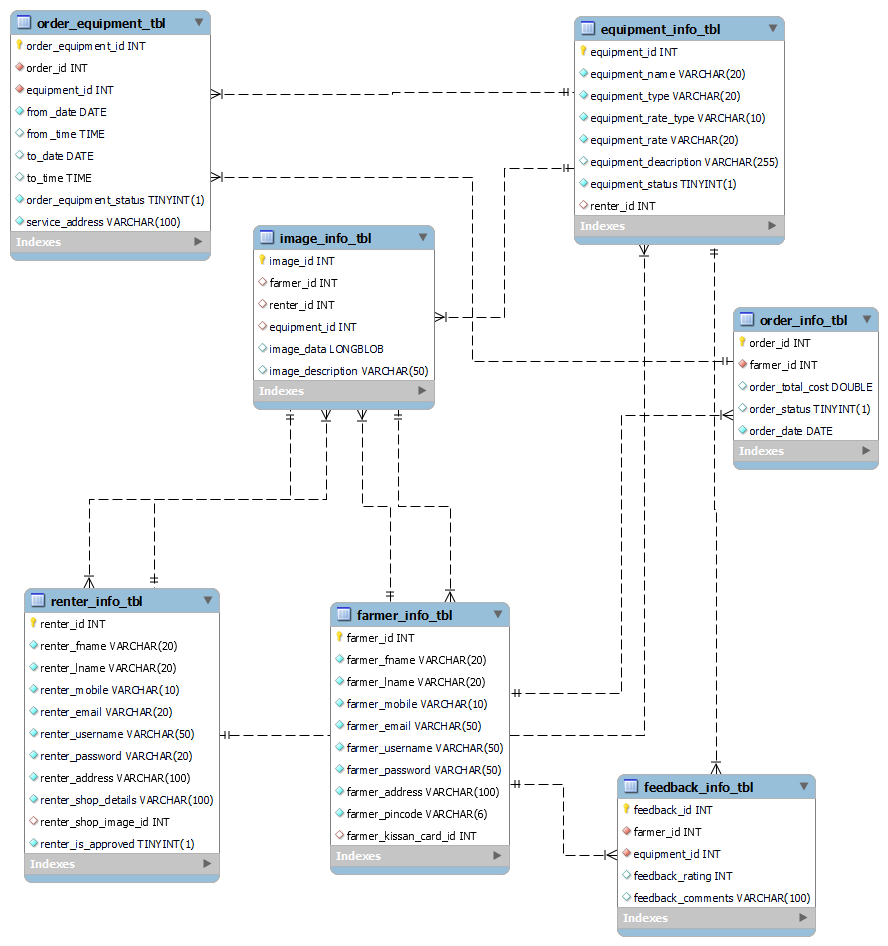 order_equipment_tbl
order_equipment_id INT
order_id INT
equipment_id INT
from_date DATE
from_time TIME
to_date DATE
to_time TIME
order_equipment_status TINYINT(1)
service_address VARCHAR(100)
Indexes
equipment_info_tbl
equipment_id INT
equipment_name VARCHAR(20)
equipment_type VARCHAR(20)
equipment_rate_type VARCHAR(10)
equipment_rate VARCHAR(20)
equipment_deacription VARCHAR(255)
equipment_status TINYINT(1)
renter_id INT
Indexes
image_info_tbl
image_id INT
farmer_id INT
renter_id INT
equipment_id INT
image_data LONGBLOB
image_description VARCHAR(50)
Indexes
order_info_tbl
order_id INT
farmer_id INT
order_total_cost DOUBLE
order_status TINYINT(1)
order_date DATE
Indexes
renter_info_tbl
renter_id INT
renter_fname VARCHAR(20)
renter_lname VARCHAR(20)
renter_mobile VARCHAR(10)
renter_email VARCHAR(20)
renter_username VARCHAR(50)
renter_password VARCHAR(20)
renter_address VARCHAR(100)
renter_shop_details VARCHAR(100)
renter_shop_image_id INT
renter_is_approved TINYINT(1)
Indexes
farmer_info_tbl
farmer_id INT
farmer_fname VARCHAR(20)
farmer_lname VARCHAR(20)
farmer_mobile VARCHAR(10)
farmer_email VARCHAR(50)
farmer_username VARCHAR(50)
farmer_password VARCHAR(50)
farmer_address VARCHAR(100)
farmer_pincode VARCHAR(6)
farmer_kissan_card_id INT
Indexes
feedback_info_tbl
feedback_id INT
farmer_id INT
equipment_id INT
feedback_rating INT
feedback_comments VARCHAR(100)
Indexes